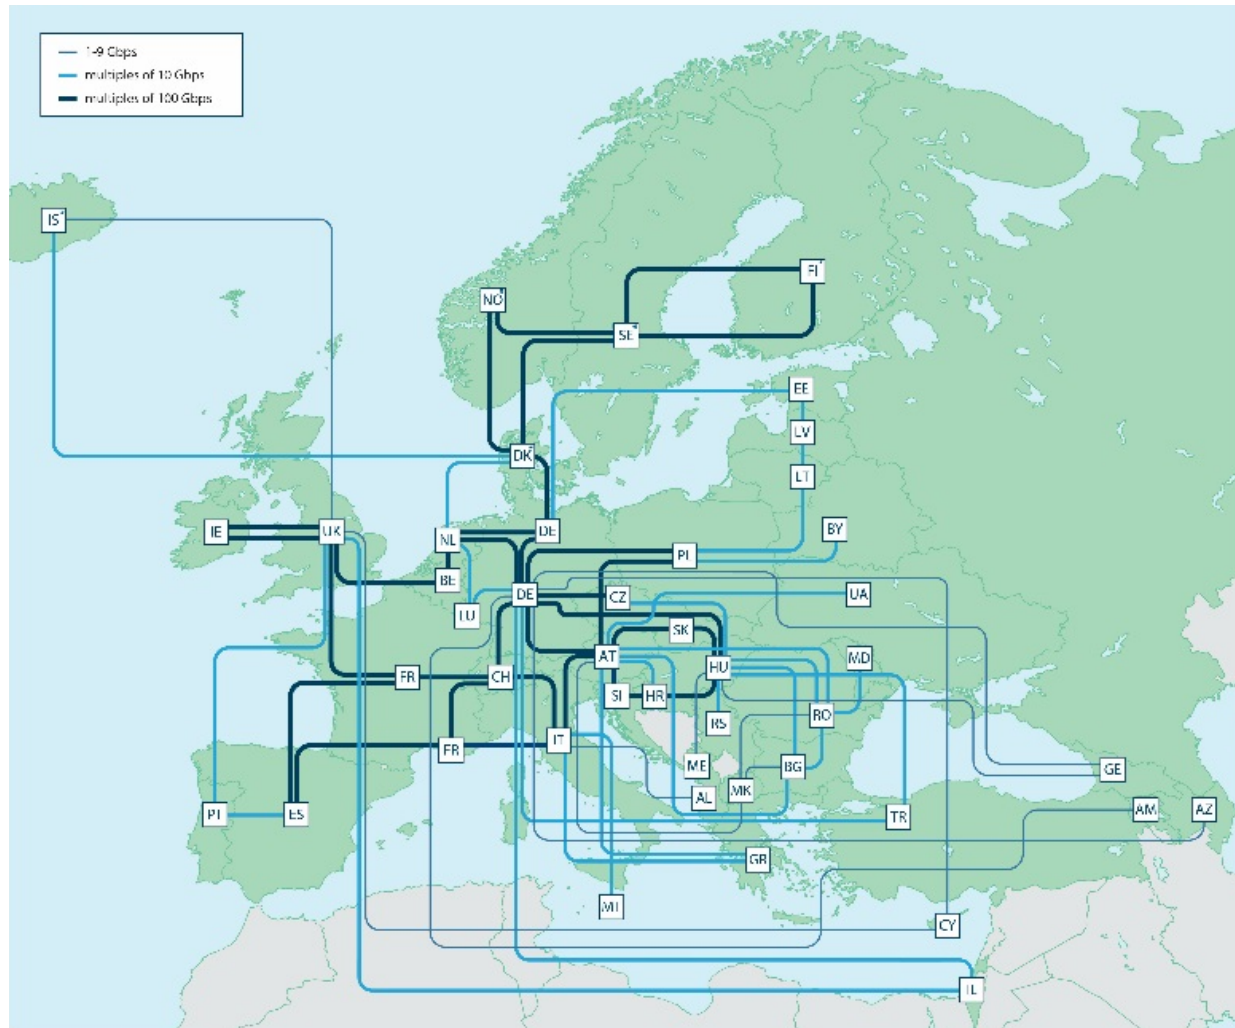 1-9 Gbps
multiples of 10 Gbps
multiples of 100 Gbps
IS*
FI*
NO*
SE*
EE
LV
DK*
LT
IE
UK
NL
DE
BY
PL
BE
DE
CZ
UA
LU
SK
AT
MD
HU
FR
CH
SI
HR
RO
RS
IT
FR
ME
BG
GE
MK
AL
PT
ES
TR
AM
AZ
GR
MT
CY
IL